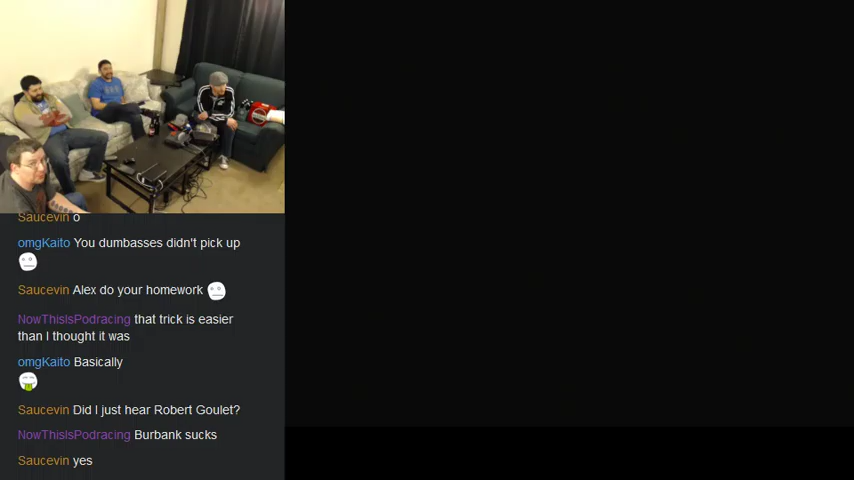 Saucevin o
omgKaito You dumbasses didn't pick up
Saucevin Alex do your homework
NowThisIsPodracing that trick is easier
than I thought it was
omgKaito Basically
Saucevin Did I just hear Robert Goulet?
NowThisIsPodracing Burbank sucks
Saucevin yes